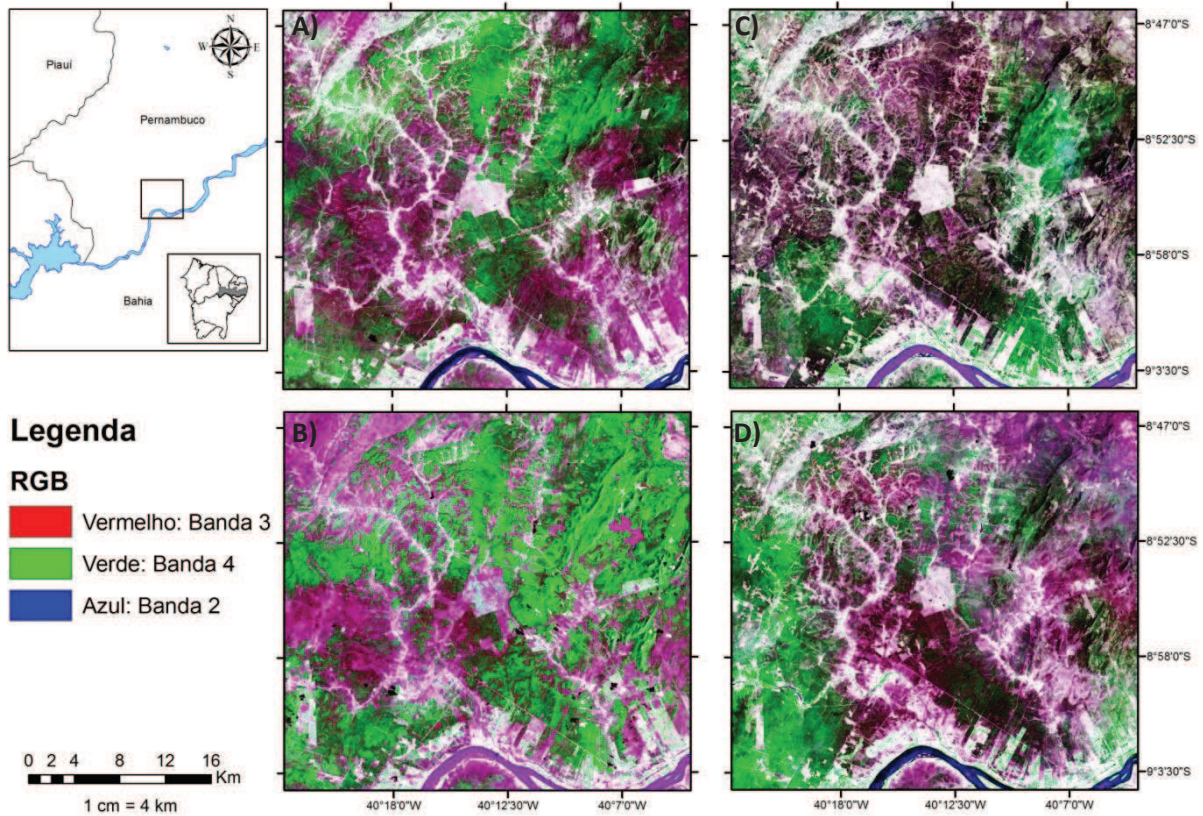 N
W
E
S
Piauí
Pernambuco
Bahia
A)
C)
8°47'0"S
8°52'30"S
8°58'0"S
9°3'30"S
B)
D)
8°47'0"S
8°52'30"S
8°58'0"S
9°3'30"S
Legenda
RGB
Vermelho: Banda 3
Verde: Banda 4
Azul: Banda 2
0 2 4 8 12 16
Km
1 cm = 4 km
40°18'0"W
40°12'30"W
40°7'0"W
40°18'0"W
40°12'30"W
40°7'0"W